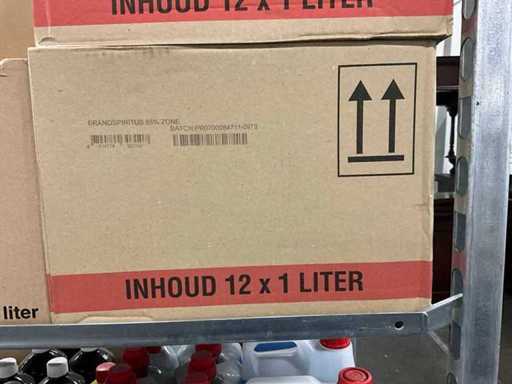 INHOUD 12 x 1 LITER
BRANDSPIRITUS 85% ZONE
INHOUD 12 x 1 LITER
liter